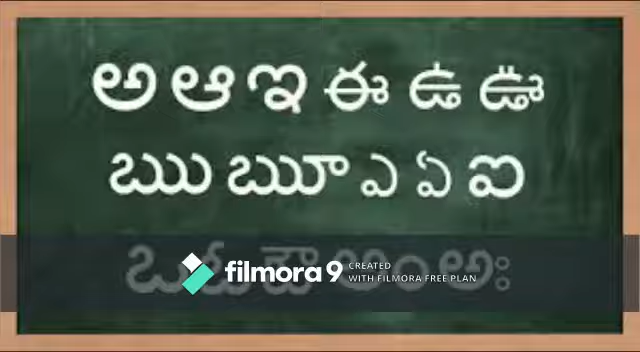 అ ఆ ఇ ఈ ఉ ఊ
ఋ ౠ ఎ ఏ ఐ
ఒ ఓ ఔ అం అః
filmora 9 CREATED
WITH FILMORA FREE PLAN